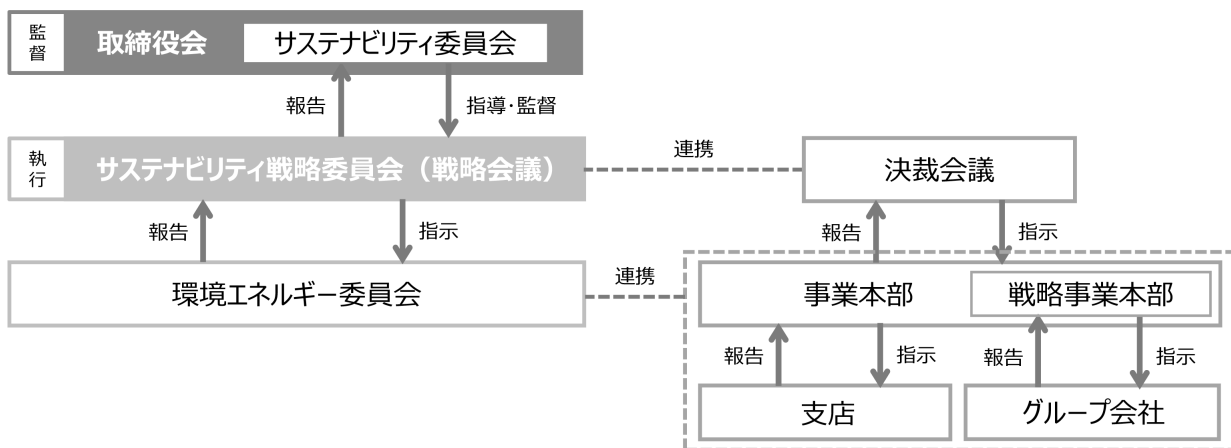 監督
取締役会
サステナビリティ委員会
報告
指導・監督
執行
サステナビリティ戦略委員会（戦略会議）
連携
決裁会議
報告
指示
報告
指示
環境エネルギー委員会
連携
事業本部
戦略事業本部
報告
指示
報告
指示
支店
グループ会社